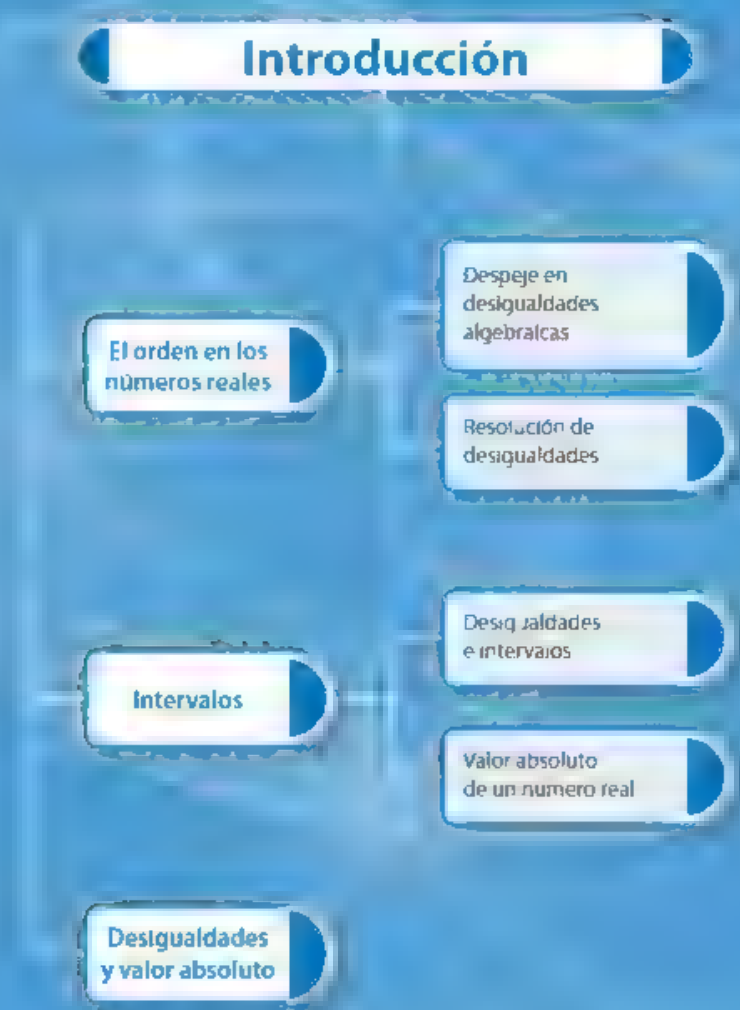 Introducción
El orden en los
números reales
Despeje en
desigualdades
algebraicas
Resolución de
desigualdades
Intervalos
Desigualdades
e intervalos
Valor absoluto
de un numero real
Desigualdades
y valor absoluto